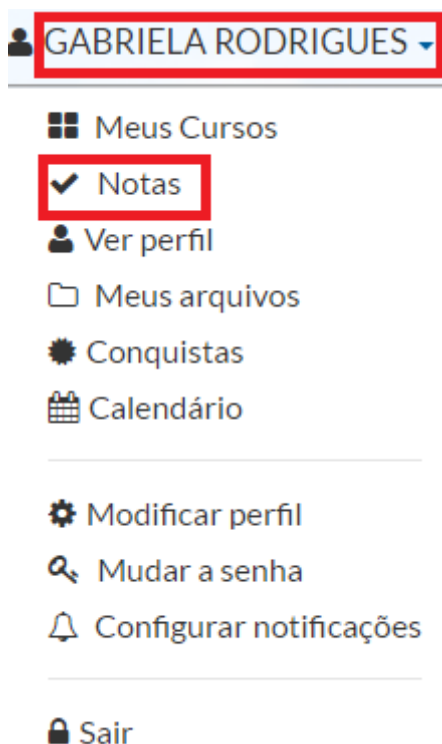 GABRIELA RODRIGUES
Meus Cursos
Notas
Ver perfil
Meus arquivos
Conquistas
Calendário
Modificar perfil
Mudar a senha
Configurar notificações
Sair